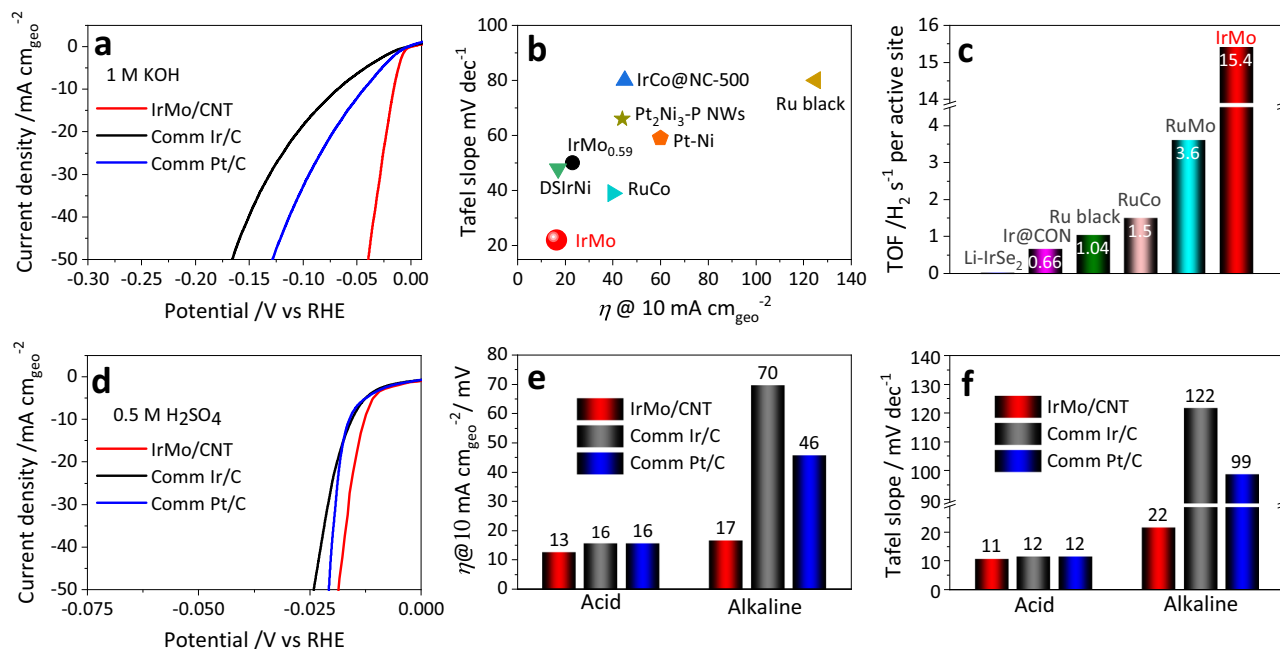 a
1 M KOH
IrMo/CNT
Comm Ir/C
Comm Pt/C
0
-10
-20
-30
-40
-50
-0.30 -0.25 -0.20 -0.15 -0.10 -0.05 0.00
Current density /mA cm_geo^-2
Potential /V vs RHE
b
IrCo@NC-500
Ru black
Pt₂Ni₃-P NWs
Pt-Ni
IrMo₀.₅₉
DSIrNi
RuCo
IrMo
100
80
60
40
20
0 20 40 60 80 100 120 140
Tafel slope mV dec⁻¹
η @ 10 mA cm_geo^-2
c
IrMo
15.4
RuMo
3.6
RuCo
1.5
Ru black
1.04
Ir@CON
0.66
Li-IrSe₂
16
15
15
4
3
2
1
0
TOF /H₂ s⁻¹ per active site
d
0.5 M H₂SO₄
IrMo/CNT
Comm Ir/C
Comm Pt/C
0
-10
-20
-30
-40
-50
-0.075 -0.050 -0.025 0.000
Current density /mA cm_geo^-2
Potential /V vs RHE
e
IrMo/CNT
Comm Ir/C
Comm Pt/C
13 16 16 17 70 46
80
70
60
50
40
30
20
10
0
Acid Alkaline
η@10 mA cm_geo^-2/ mV
f
IrMo/CNT
Comm Ir/C
Comm Pt/C
11 12 12 22 122 99
140
130
120
110
100
90
20
10
0
Acid Alkaline
Tafel slope / mV dec⁻¹